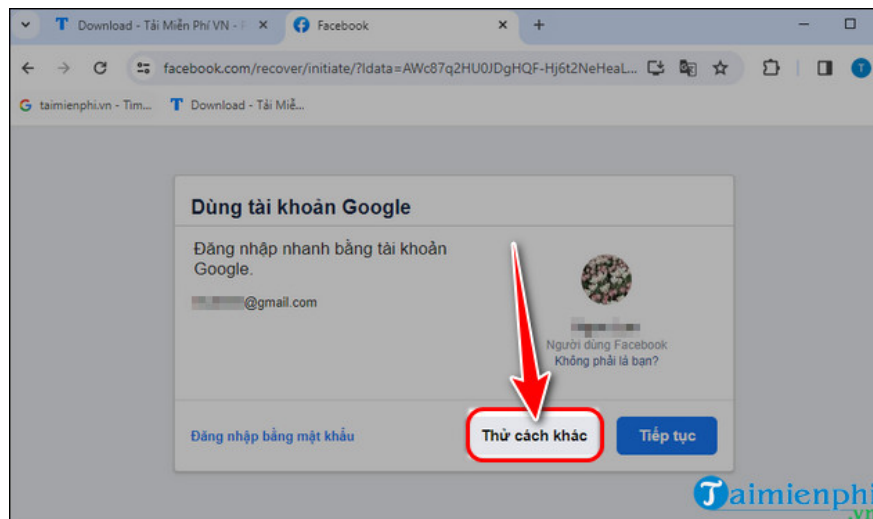 Download - Tải Miễn Phí VN - F
Facebook
facebook.com/recover/initiate/?ldata=AWc87q2HU0JDgHQF-Hj6t2NeHeaL...
T
taimienphi.vn - Tìm...
Download - Tải Miễ...
Dùng tài khoản Google
Đăng nhập nhanh bằng tài khoản
Google.
@gmail.com
Người dùng Facebook
Không phải là bạn?
Đăng nhập bằng mật khẩu
Thử cách khác
Tiếp tục
Taimienphi
.vn